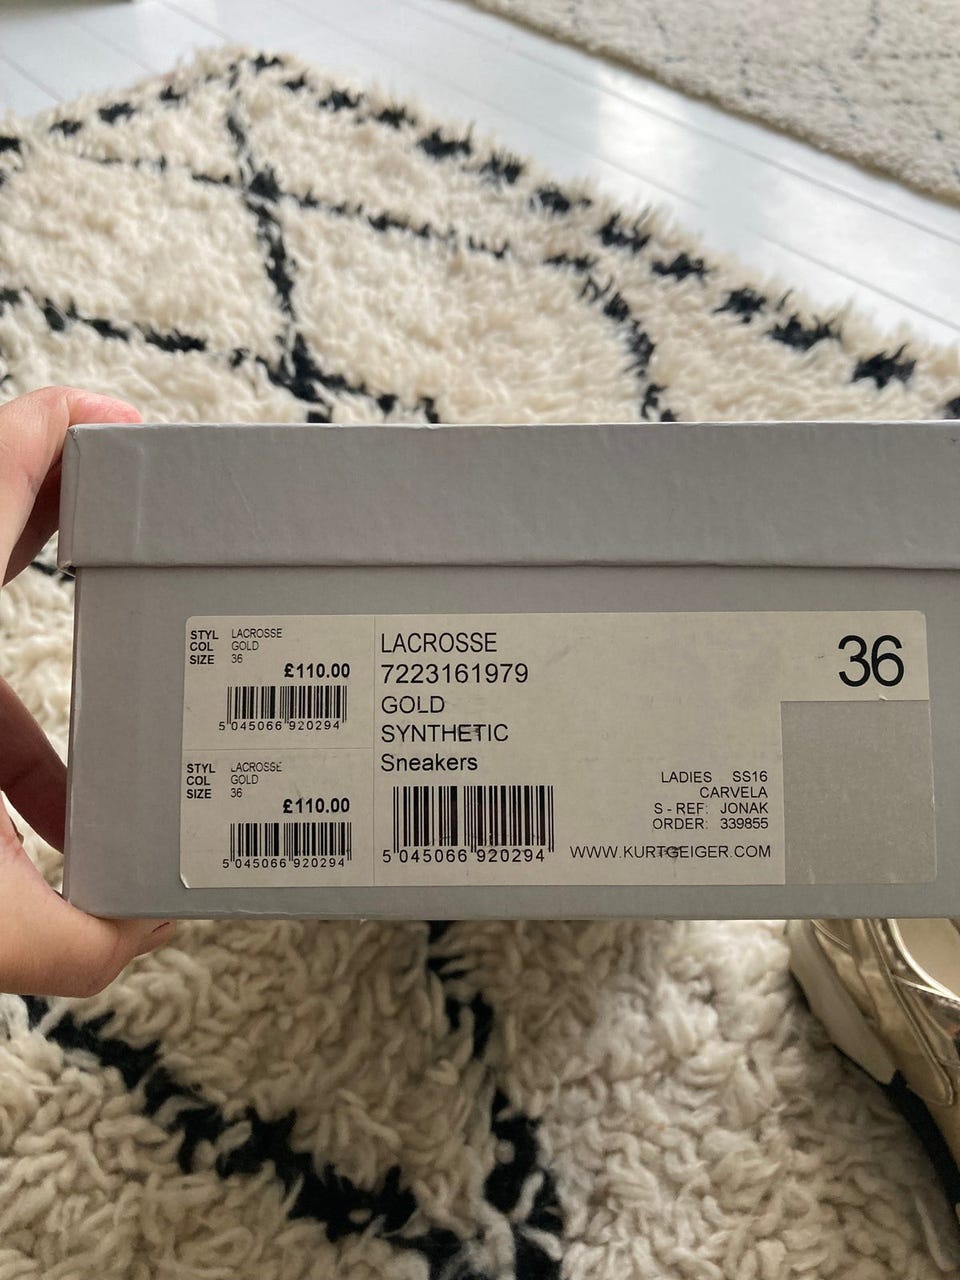 STYL LACROSSE
COL GOLD
SIZE 36
£110.00
5 045066 920294
STYL LACROSSE
COL GOLD
SIZE 36
£110.00
5 045066 920294
LACROSSE
7223161979
GOLD
SYNTHETIC
Sneakers
5 045066 920294
36
LADIES SS16
CARVELA
S - REF: JONAK
ORDER: 339855
WWW.KURTGEIGER.COM